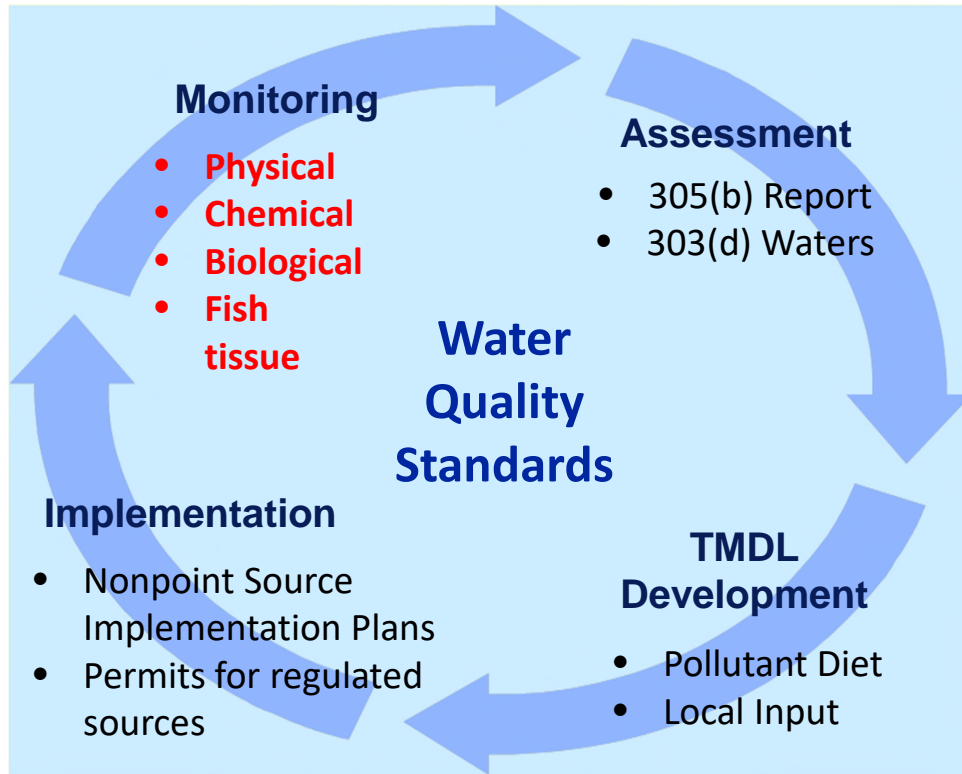 Monitoring
• Physical
• Chemical
• Biological
• Fish
tissue
Assessment
• 305(b) Report
• 303(d) Waters
Water
Quality
Standards
Implementation
• Nonpoint Source
Implementation Plans
• Permits for regulated
sources
TMDL
Development
• Pollutant Diet
• Local Input